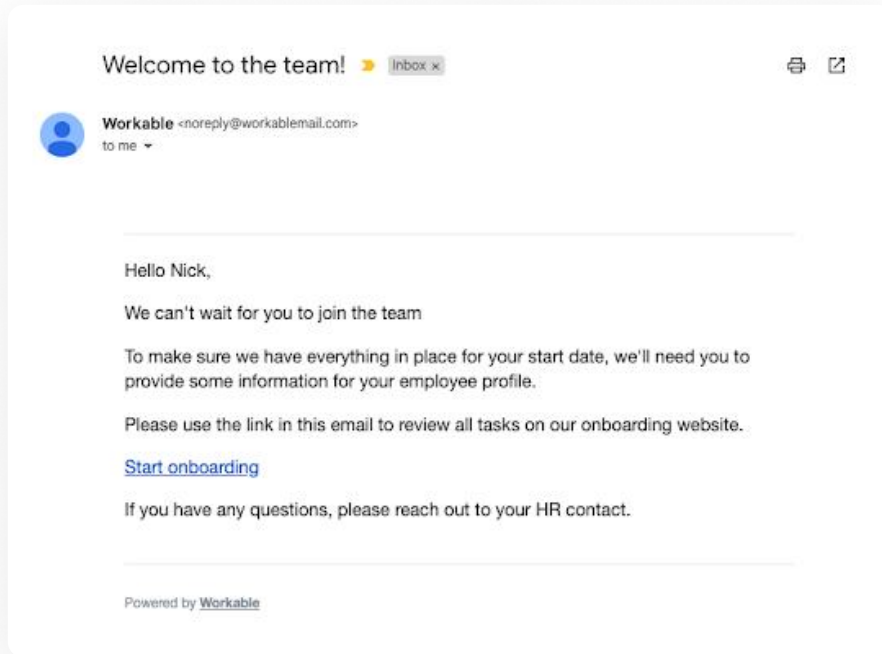 Welcome to the team! Inbox ×
Workable <noreply@workablemail.com>
to me
Hello Nick,
We can't wait for you to join the team
To make sure we have everything in place for your start date, we'll need you to
provide some information for your employee profile.
Please use the link in this email to review all tasks on our onboarding website.
Start onboarding
If you have any questions, please reach out to your HR contact.
Powered by Workable